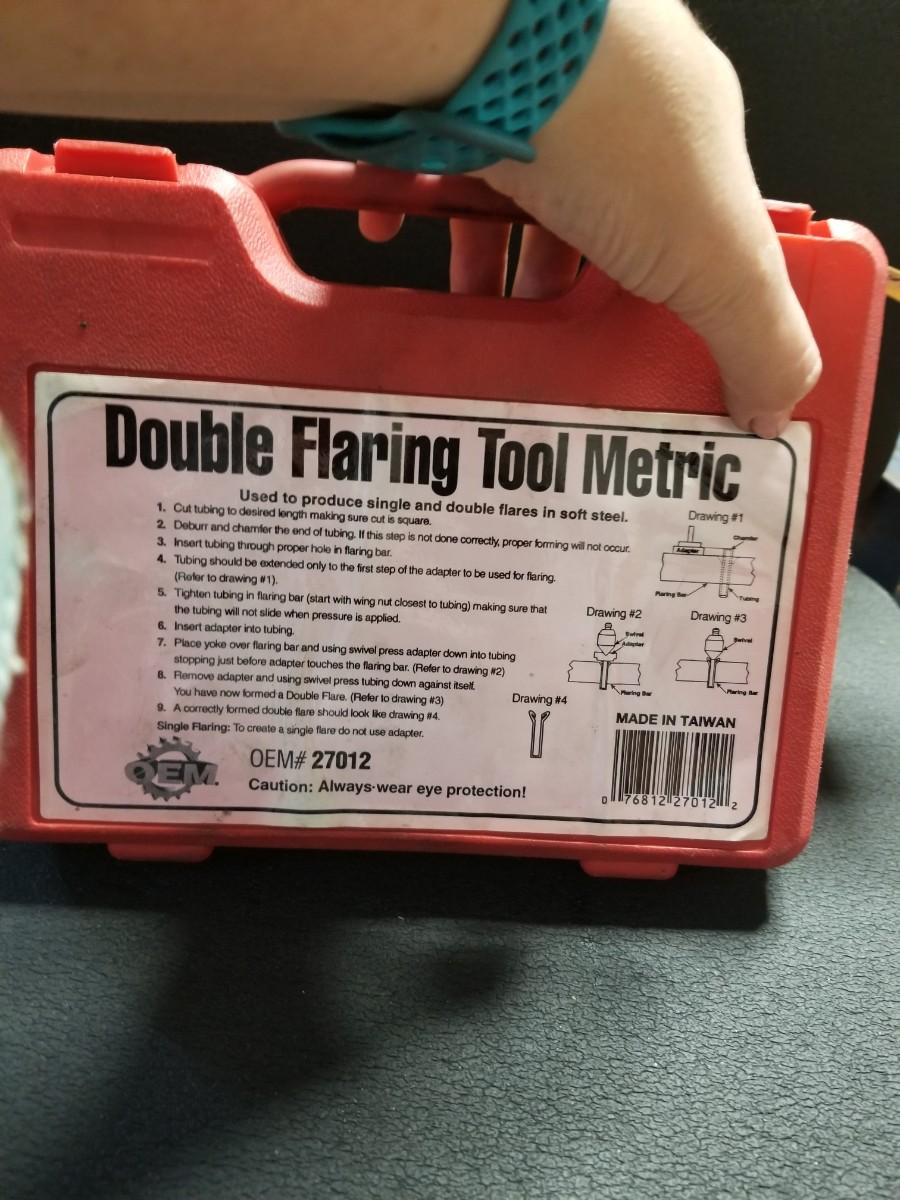 Double Flaring Tool Metric
Used to produce single and double flares in soft steel.
1. Cut tubing to desired length making sure cut is square.
2. Deburr and chamfer the end of tubing. If this step is not done correctly, proper forming will not occur.
3. Insert tubing through proper hole in flaring bar.
4. Tubing should be extended only to the first step of the adapter to be used for flaring.
(Refer to drawing #1).
5. Tighten tubing in flaring bar (start with wing nut closest to tubing) making sure that
the tubing will not slide when pressure is applied.
6. Insert adapter into tubing.
7. Place yoke over flaring bar and using swivel press adapter down into tubing
stopping just before adapter touches the flaring bar. (Refer to drawing #2)
8. Remove adapter and using swivel press tubing down against itself.
You have now formed a Double Flare. (Refer to drawing #3)
9. A correctly formed double flare should look like drawing #4.
Single Flaring: To create a single flare do not use adapter.
Drawing #1
Chamfer
Adapter
Flaring Bar
Tubing
Drawing #2
Swivel
Adapter
Flaring Bar
Drawing #3
Swivel
Flaring Bar
Drawing #4
MADE IN TAIWAN
0 76812 27012 2
OEM
OEM# 27012
Caution: Always wear eye protection!